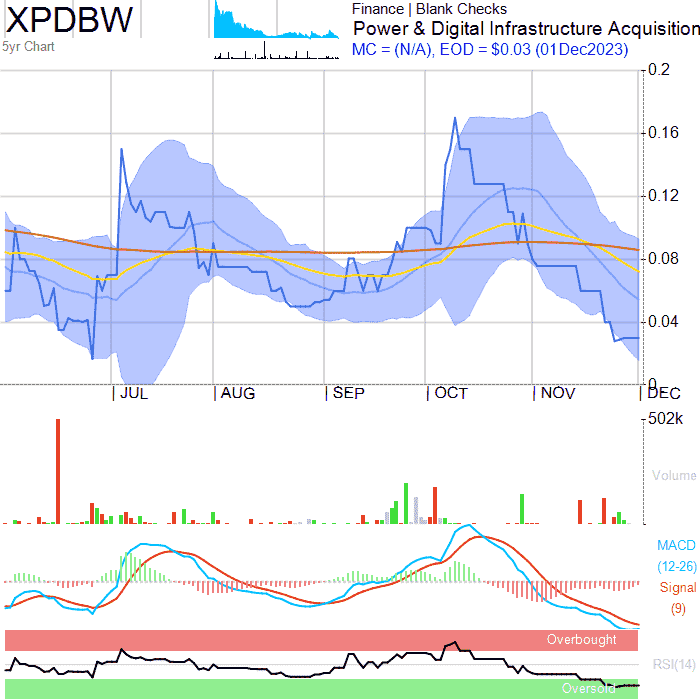 XPDBW
5yr Chart
Finance | Blank Checks
Power & Digital Infrastructure Acquisition
MC = (N/A), EOD = $0.03 (01Dec2023)
0.2
0.16
0.12
0.08
0.04
0
JUL AUG SEP OCT NOV DEC
502k
Volume
MACD
(12-26)
Signal
(9)
Overbought
RSI(14)
Oversold